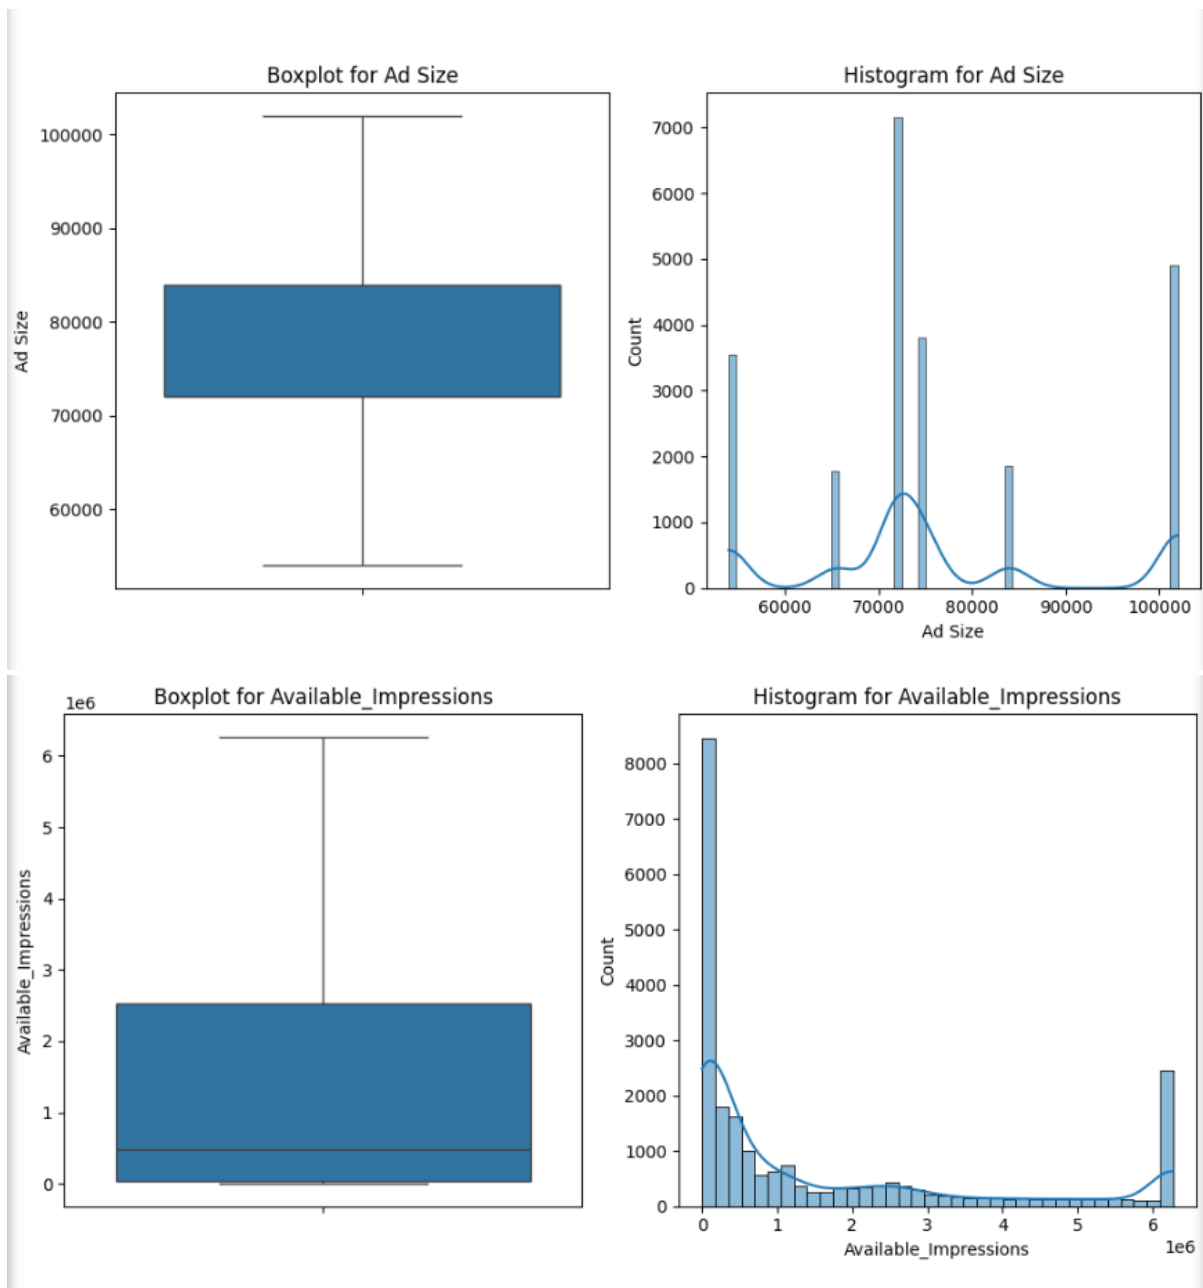 Boxplot for Ad Size
100000
90000
80000
70000
60000
Ad Size
Histogram for Ad Size
7000
6000
5000
4000
3000
2000
1000
0
Count
60000 70000 80000 90000 100000
Ad Size
Boxplot for Available_Impressions
1e6
6
5
4
3
2
1
0
Available_Impressions
Histogram for Available_Impressions
8000
7000
6000
5000
4000
3000
2000
1000
0
Count
0 1 2 3 4 5 6
1e6
Available_Impressions